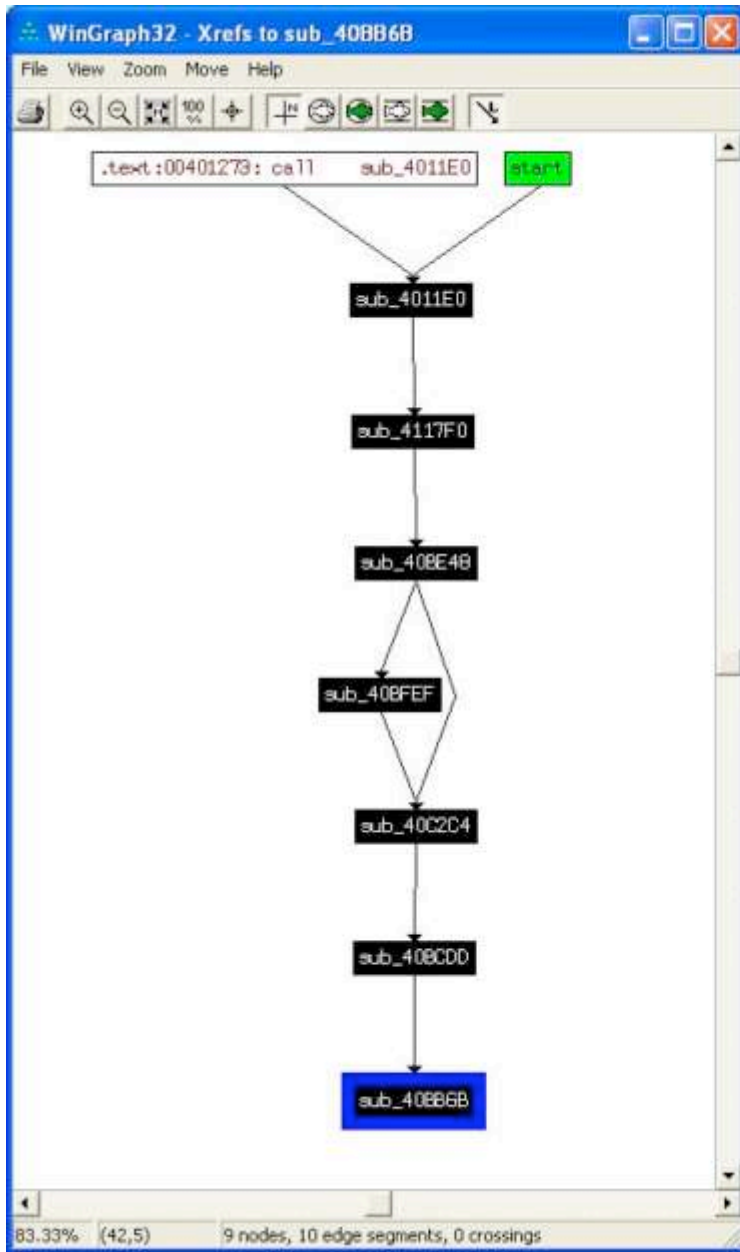 WinGraph32 - Xrefs to sub_40BB6B
File View Zoom Move Help
100 %
N
.text:00401273: call sub_4011E0
start
sub_4011E0
sub_4117F0
sub_40BE48
sub_40BFEF
sub_40C2C4
sub_40BCDD
sub_40BB6B
83.33% (42,5) 9 nodes, 10 edge segments, 0 crossings